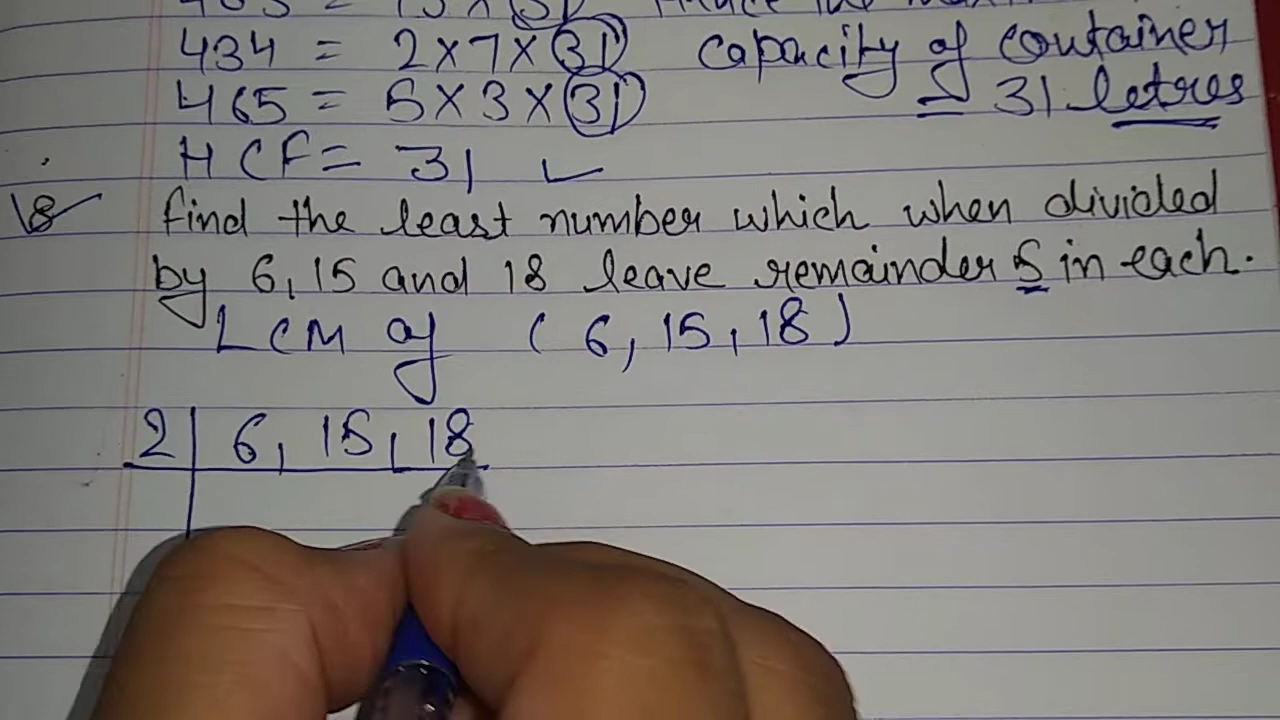 434 = 2×7×31 Capacity of container
465 = 5×3×31 = 31 letres
HCF = 31 ✓
18 find the least number which when divided
by 6, 15 and 18 leave remainder 5 in each.
LCM of (6, 15, 18)
2 | 6, 15, 18